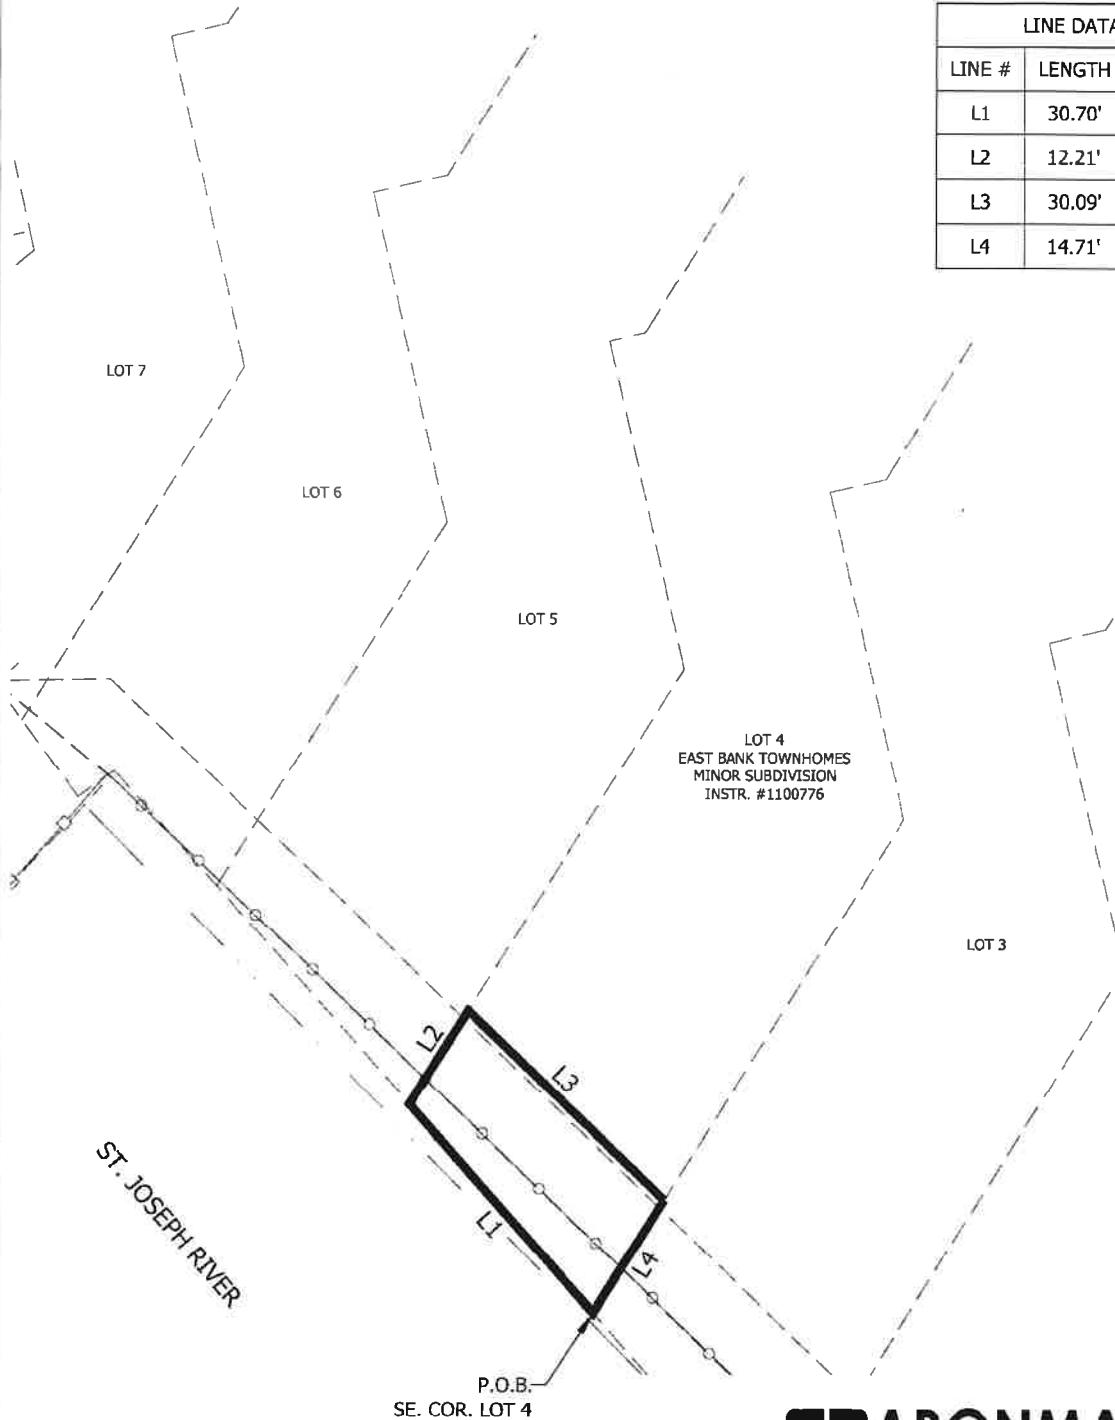 LINE DATA
LINE # LENGTH
L1 30.70'
L2 12.21'
L3 30.09'
L4 14.71'
LOT 7
LOT 6
LOT 5
LOT 4
EAST BANK TOWNHOMES
MINOR SUBDIVISION
INSTR. #1100776
LOT 3
L2
L3
L1
L4
ST. JOSEPH RIVER
P.O.B.
SE. COR. LOT 4